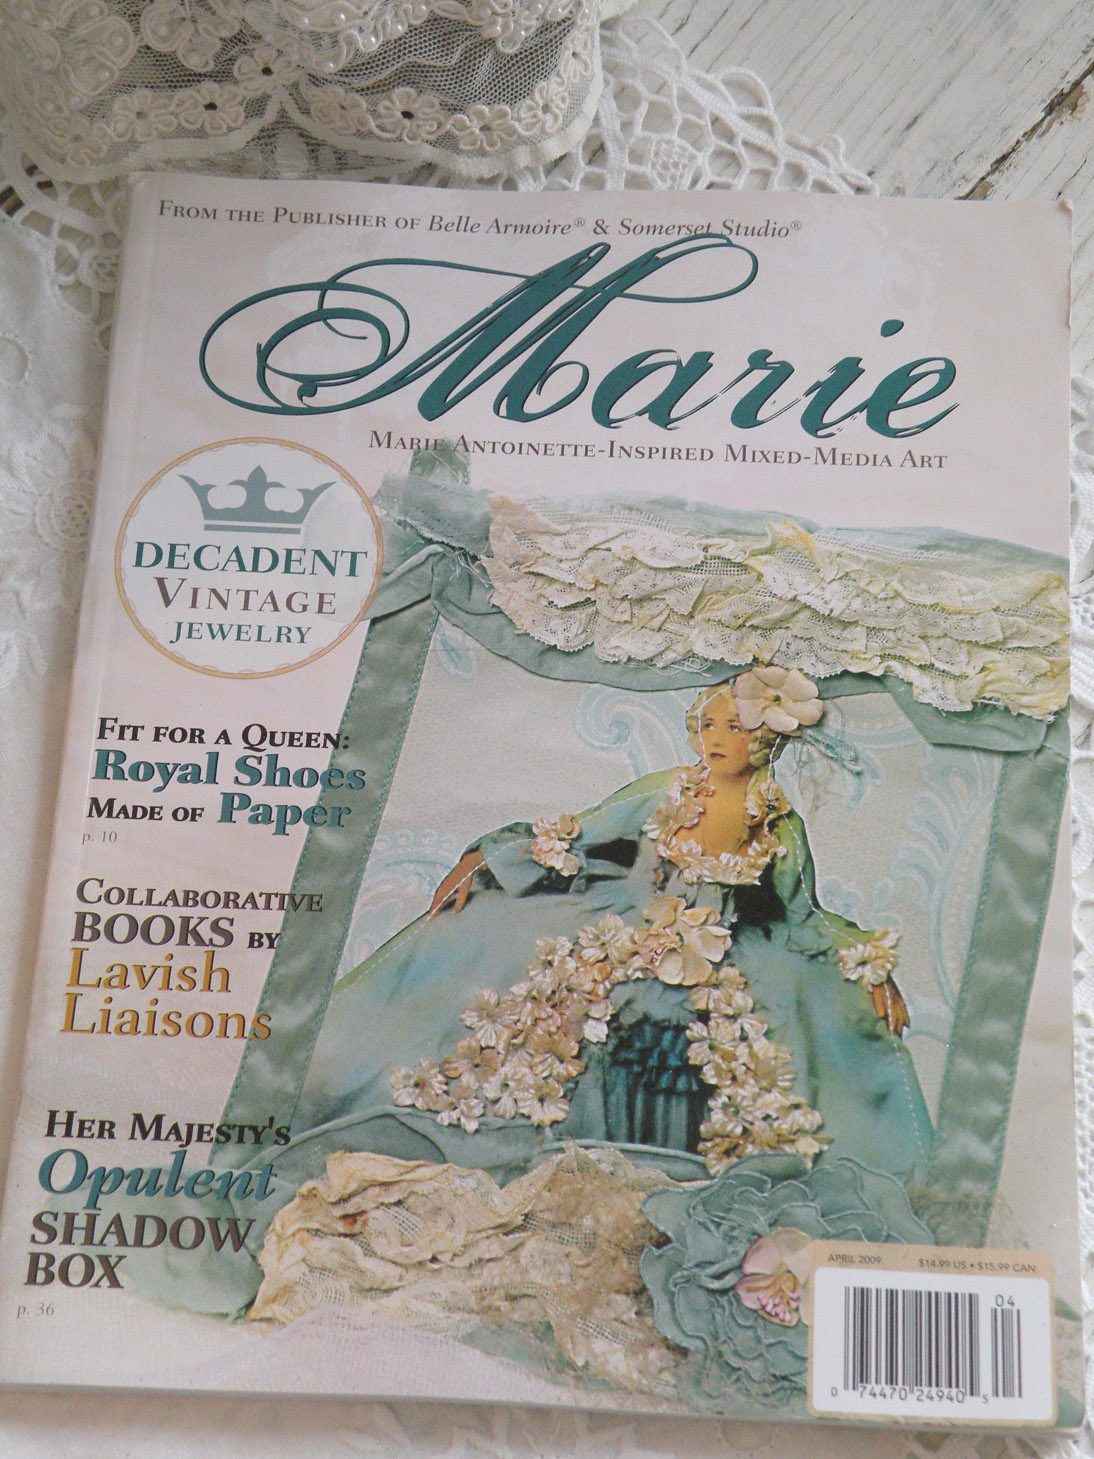 FROM THE PUBLISHER OF Belle Armoire® & Somerset Studio®
Marie
MARIE ANTOINETTE-INSPIRED MIXED-MEDIA ART
DECADENT
VINTAGE
JEWELRY
FIT FOR A QUEEN:
Royal Shoes
MADE OF Paper
p. 10
COLLABORATIVE
BOOKS BY
Lavish
Liaisons
HER MAJESTY'S
Opulent
SHADOW
BOX
p. 36
APRIL 2009 $14.99 US • $15.99 CAN
04
0 74470 24940 5